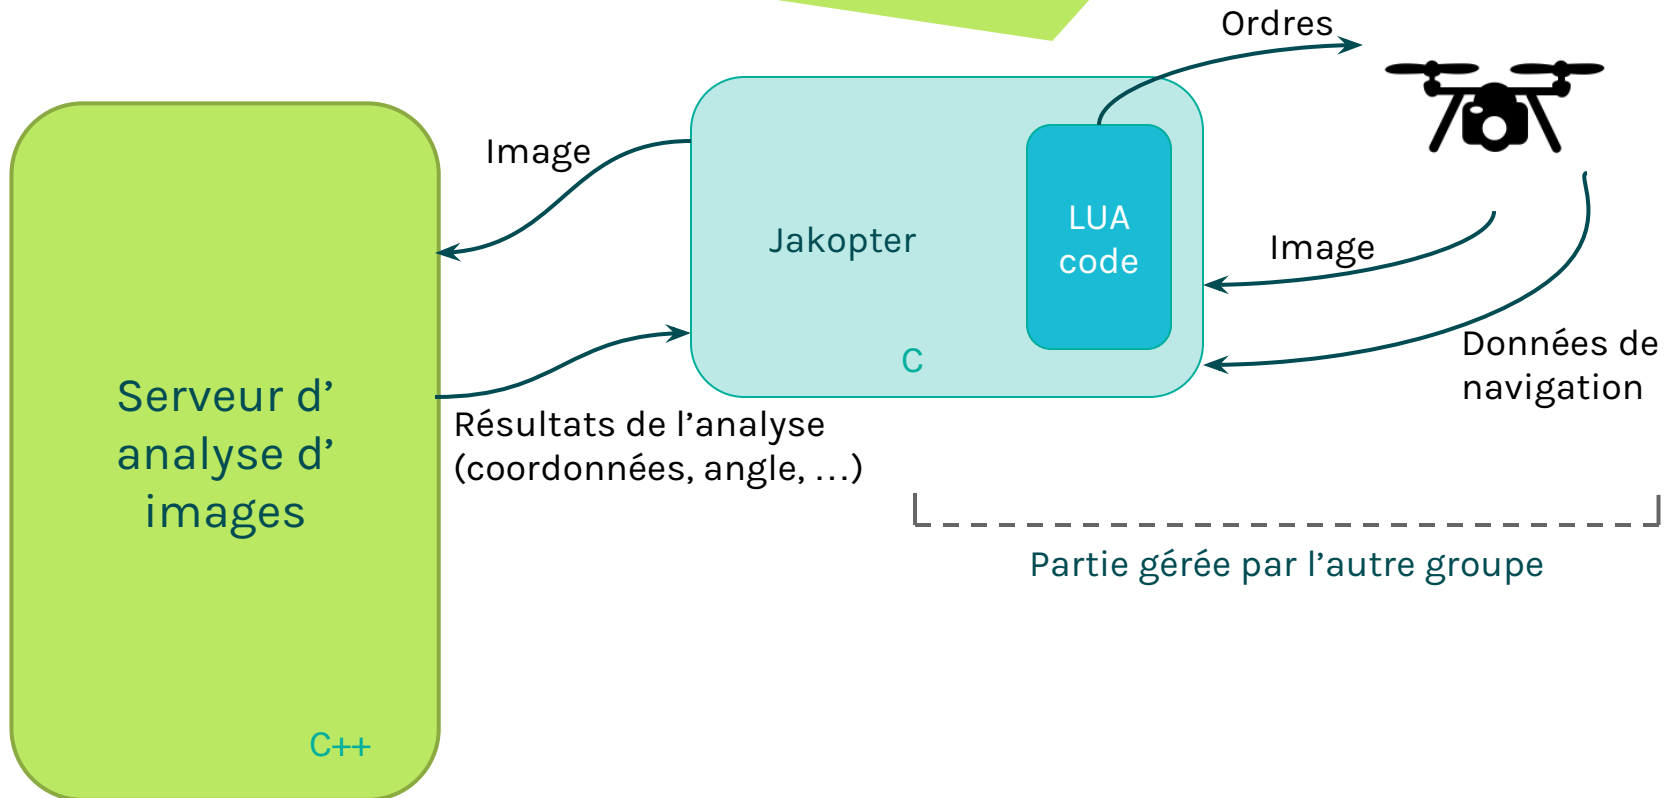 Ordres
Image
LUA
code
Jakopter
Image
C
Données de
navigation
Serveur d’
analyse d’
images
Résultats de l’analyse
(coordonnées, angle, …)
Partie gérée par l’autre groupe
C++